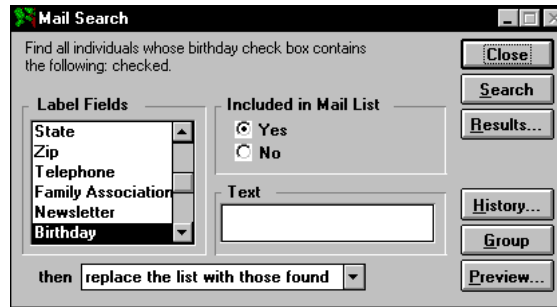 Mail Search
Find all individuals whose birthday check box contains
the following: checked.
Close
Search
Results...
Label Fields
State
Zip
Telephone
Family Association
Newsletter
Birthday
Included in Mail List
Yes
No
Text
History...
Group
Preview...
then replace the list with those found